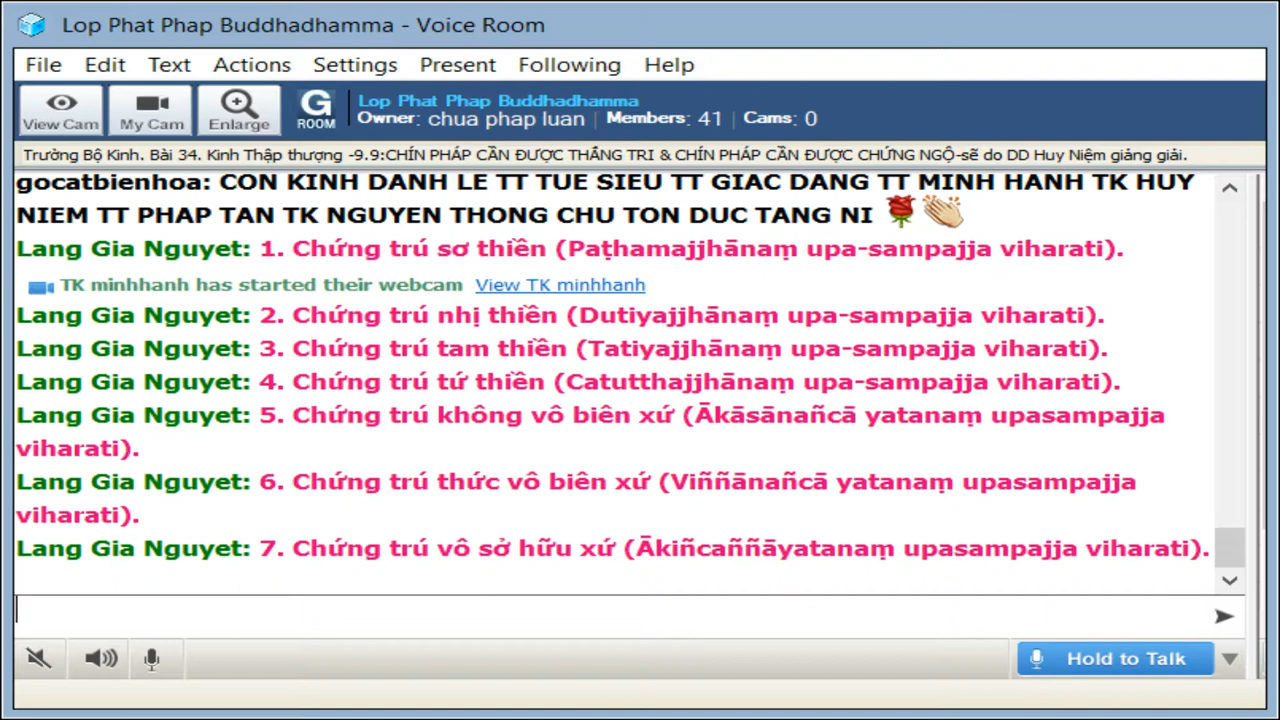 Lop Phat Phap Buddhadhamma - Voice Room
File Edit Text Actions Settings Present Following Help
View Cam My Cam Enlarge G ROOM
Lop Phat Phap Buddhadhamma
Owner: chua phap luan | Members: 41 | Cams: 0
Trưởng Bộ Kinh. Bài 34. Kinh Thập thượng -9.9:CHÍN PHÁP CẦN ĐƯỢC THẮNG TRI & CHÍN PHÁP CẦN ĐƯỢC CHỨNG NGỘ-sẽ do DD Huy Niệm giảng giải.
gocatbienhoa: CON KINH DANH LE TT TUE SIEU TT GIAC DANG TT MINH HANH TK HUY
NIEM TT PHAP TAN TK NGUYEN THONG CHU TON DUC TANG NI
Lang Gia Nguyet: 1. Chứng trú sơ thiền (Paṭhamajjhānaṃ upa-sampajja viharati).
TK minhhanh has started their webcam View TK minhhanh
Lang Gia Nguyet: 2. Chứng trú nhị thiền (Dutiyajjhānaṃ upa-sampajja viharati).
Lang Gia Nguyet: 3. Chứng trú tam thiền (Tatiyajjhānaṃ upa-sampajja viharati).
Lang Gia Nguyet: 4. Chứng trú tứ thiền (Catutthajjhānaṃ upa-sampajja viharati).
Lang Gia Nguyet: 5. Chứng trú không vô biên xứ (Ākāsānañcā yatanaṃ upasampajja
viharati).
Lang Gia Nguyet: 6. Chứng trú thức vô biên xứ (Viññānañcā yatanaṃ upasampajja
viharati).
Lang Gia Nguyet: 7. Chứng trú vô sở hữu xứ (Ākiñcaññāyatanaṃ upasampajja viharati).
Hold to Talk